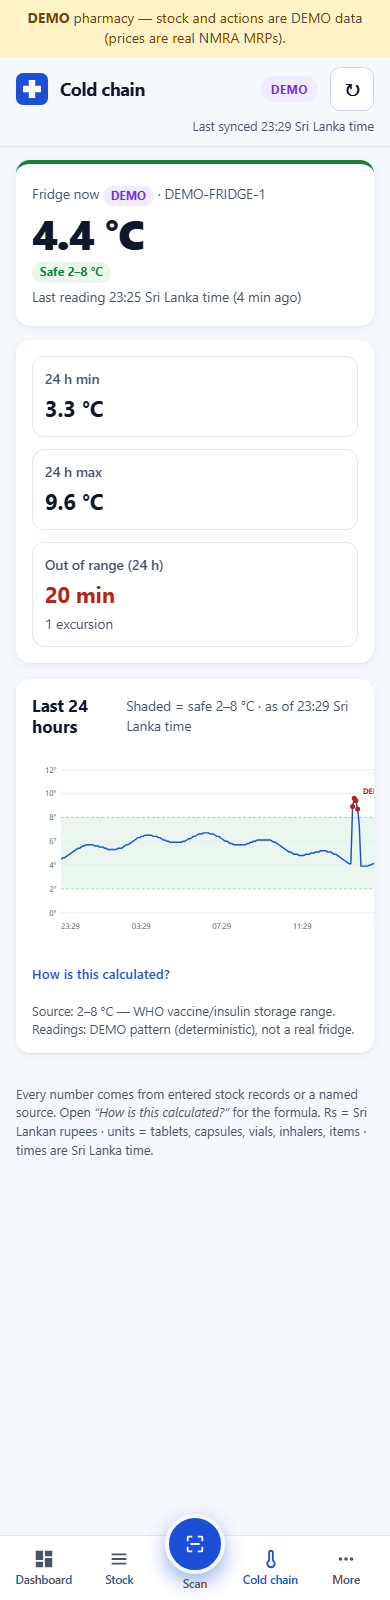 DEMO pharmacy — stock and actions are DEMO data
(prices are real NMRA MRPs).
Cold chain
DEMO
Last synced 23:29 Sri Lanka time
Fridge now DEMO · DEMO-FRIDGE-1
4.4 °C
Safe 2–8 °C
Last reading 23:25 Sri Lanka time (4 min ago)
24 h min
3.3 °C
24 h max
9.6 °C
Out of range (24 h)
20 min
1 excursion
Last 24
hours
Shaded = safe 2–8 °C · as of 23:29 Sri
Lanka time
12°
10°
8°
6°
4°
2°
0°
23:29 03:29 07:29 11:29
How is this calculated?
Source: 2–8 °C — WHO vaccine/insulin storage range.
Readings: DEMO pattern (deterministic), not a real fridge.
Every number comes from entered stock records or a named
source. Open “How is this calculated?” for the formula. Rs = Sri
Lankan rupees · units = tablets, capsules, vials, inhalers, items ·
times are Sri Lanka time.
Dashboard
Stock
Scan
Cold chain
More